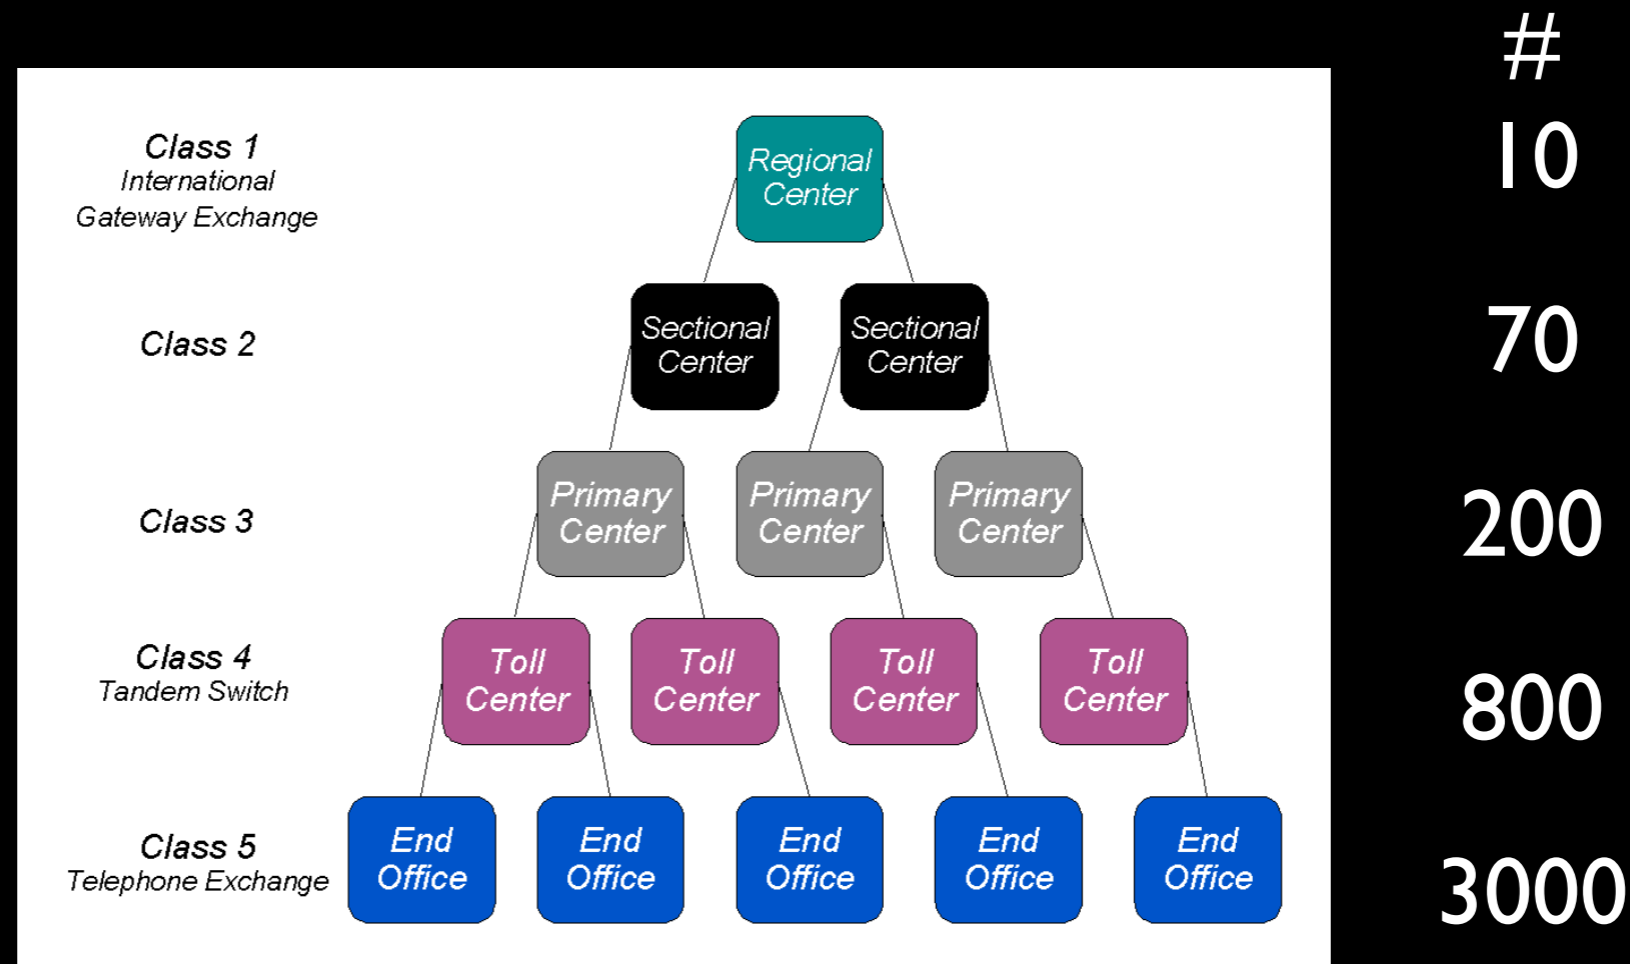 #
Class 1
International
Gateway Exchange
Regional
Center
10
Class 2
Sectional
Center
Sectional
Center
70
Class 3
Primary
Center
Primary
Center
Primary
Center
200
Class 4
Tandem Switch
Toll
Center
Toll
Center
Toll
Center
Toll
Center
800
Class 5
Telephone Exchange
End
Office
End
Office
End
Office
End
Office
End
Office
3000